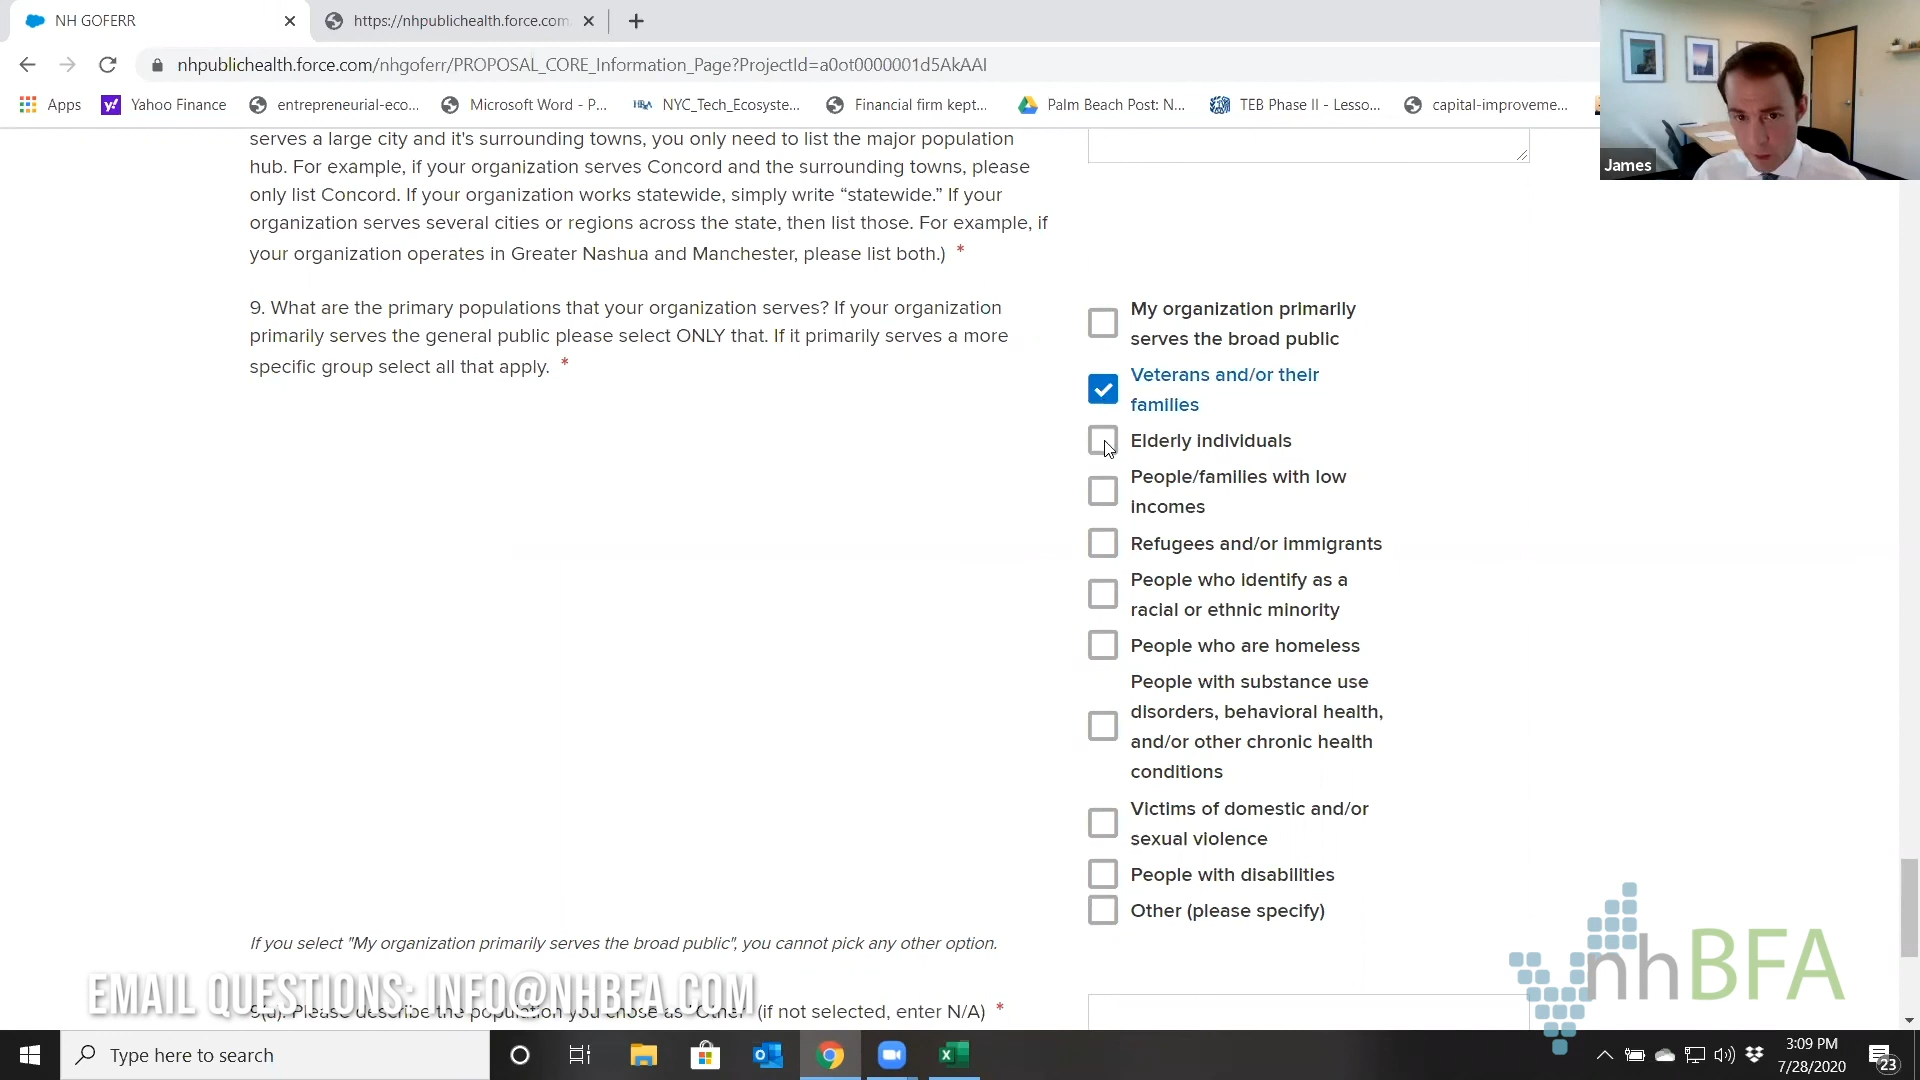 NH GOFERR
https://nhpublichealth.force.com
nhpublichealth.force.com/nhgoferr/PROPOSAL_CORE_Information_Page?ProjectId=a0ot0000001d5AkAAI
Apps
Yahoo Finance
entrepreneurial-eco...
Microsoft Word - P...
NYC_Tech_Ecosyste...
Financial firm kept...
Palm Beach Post: N...
TEB Phase II - Lesso...
capital-improveme...
James
serves a large city and it's surrounding towns, you only need to list the major population
hub. For example, if your organization serves Concord and the surrounding towns, please
only list Concord. If your organization works statewide, simply write “statewide.” If your
organization serves several cities or regions across the state, then list those. For example, if
your organization operates in Greater Nashua and Manchester, please list both.) *
9. What are the primary populations that your organization serves? If your organization
primarily serves the general public please select ONLY that. If it primarily serves a more
specific group select all that apply. *
My organization primarily
serves the broad public
Veterans and/or their
families
Elderly individuals
People/families with low
incomes
Refugees and/or immigrants
People who identify as a
racial or ethnic minority
People who are homeless
People with substance use
disorders, behavioral health,
and/or other chronic health
conditions
Victims of domestic and/or
sexual violence
People with disabilities
Other (please specify)
If you select "My organization primarily serves the broad public", you cannot pick any other option.
EMAIL QUESTIONS: INFO@NHBFA.COM
Please describe the population you chose as "Other" (if not selected, enter N/A) *
nhBFA
Type here to search
3:09 PM
7/28/2020
23